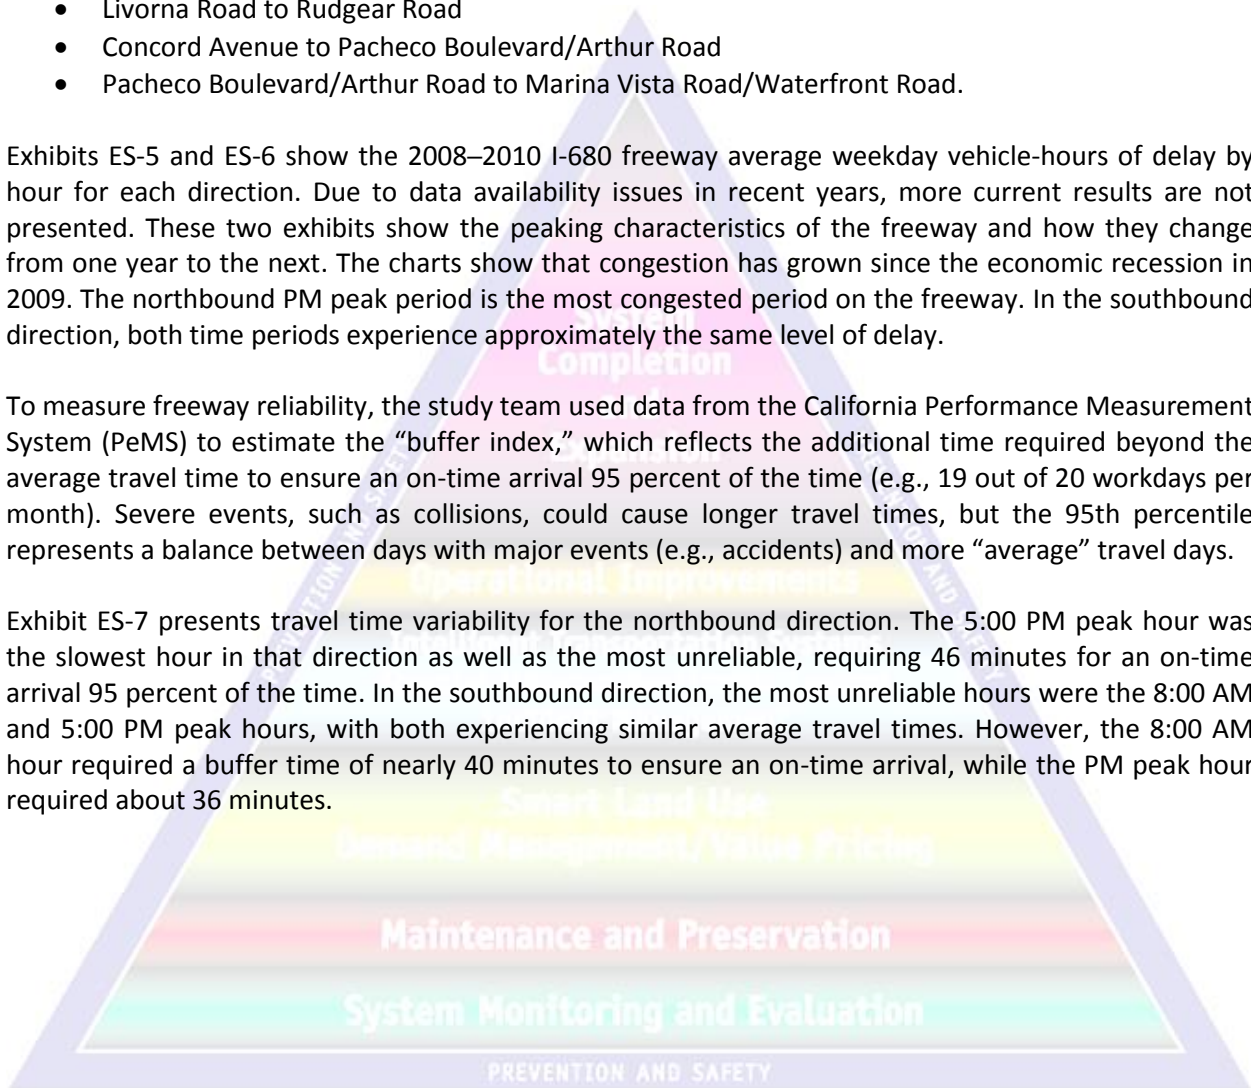 • Livorna Road to Rudgear Road
• Concord Avenue to Pacheco Boulevard/Arthur Road
• Pacheco Boulevard/Arthur Road to Marina Vista Road/Waterfront Road.
Exhibits ES-5 and ES-6 show the 2008–2010 I-680 freeway average weekday vehicle-hours of delay by
hour for each direction. Due to data availability issues in recent years, more current results are not
presented. These two exhibits show the peaking characteristics of the freeway and how they change
from one year to the next. The charts show that congestion has grown since the economic recession in
2009. The northbound PM peak period is the most congested period on the freeway. In the southbound
direction, both time periods experience approximately the same level of delay.
System
Completion
and
Expansion
To measure freeway reliability, the study team used data from the California Performance Measurement
System (PeMS) to estimate the “buffer index,” which reflects the additional time required beyond the
average travel time to ensure an on-time arrival 95 percent of the time (e.g., 19 out of 20 workdays per
month). Severe events, such as collisions, could cause longer travel times, but the 95th percentile
represents a balance between days with major events (e.g., accidents) and more “average” travel days.
Operational Improvements
Intelligent Transportation Systems
Exhibit ES-7 presents travel time variability for the northbound direction. The 5:00 PM peak hour was
the slowest hour in that direction as well as the most unreliable, requiring 46 minutes for an on-time
arrival 95 percent of the time. In the southbound direction, the most unreliable hours were the 8:00 AM
and 5:00 PM peak hours, with both experiencing similar average travel times. However, the 8:00 AM
hour required a buffer time of nearly 40 minutes to ensure an on-time arrival, while the PM peak hour
required about 36 minutes.
Smart Land Use
Demand Management/Value Pricing
Maintenance and Preservation
System Monitoring and Evaluation
PREVENTION AND SAFETY
PREVENTION AND SAFETY
PREVENTION AND SAFETY